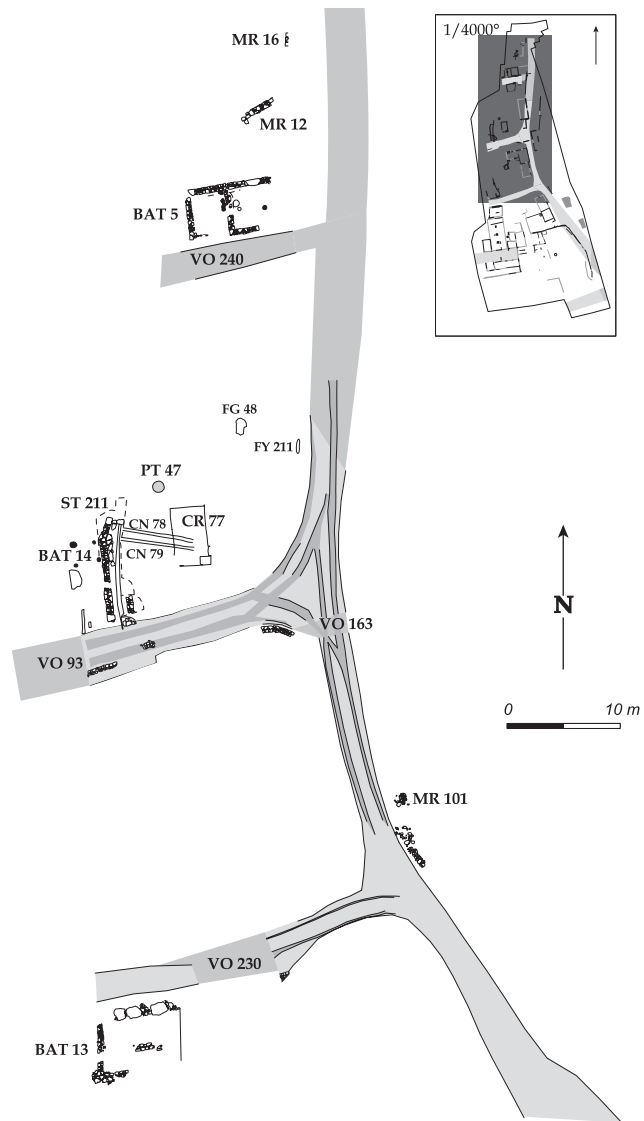 1/4000°
MR 16
MR 12
BAT 5
VO 240
FG 48
FY 211
PT 47
ST 211
CN 78
CR 77
BAT 14
CN 79
VO 163
VO 93
N
0 10 m
MR 101
VO 230
BAT 13